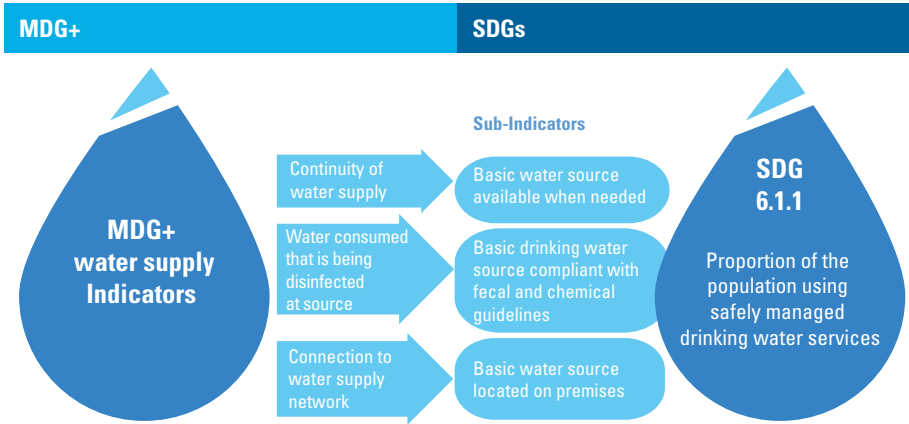 MDG+
SDGs
Sub-Indicators
MDG+
water supply
Indicators
Continuity of
water supply
Basic water source
available when needed
Water consumed
that is being
disinfected
at source
Basic drinking water
source compliant with
fecal and chemical
guidelines
Connection to
water supply
network
Basic water source
located on premises
SDG
6.1.1
Proportion of the
population using
safely managed
drinking water services